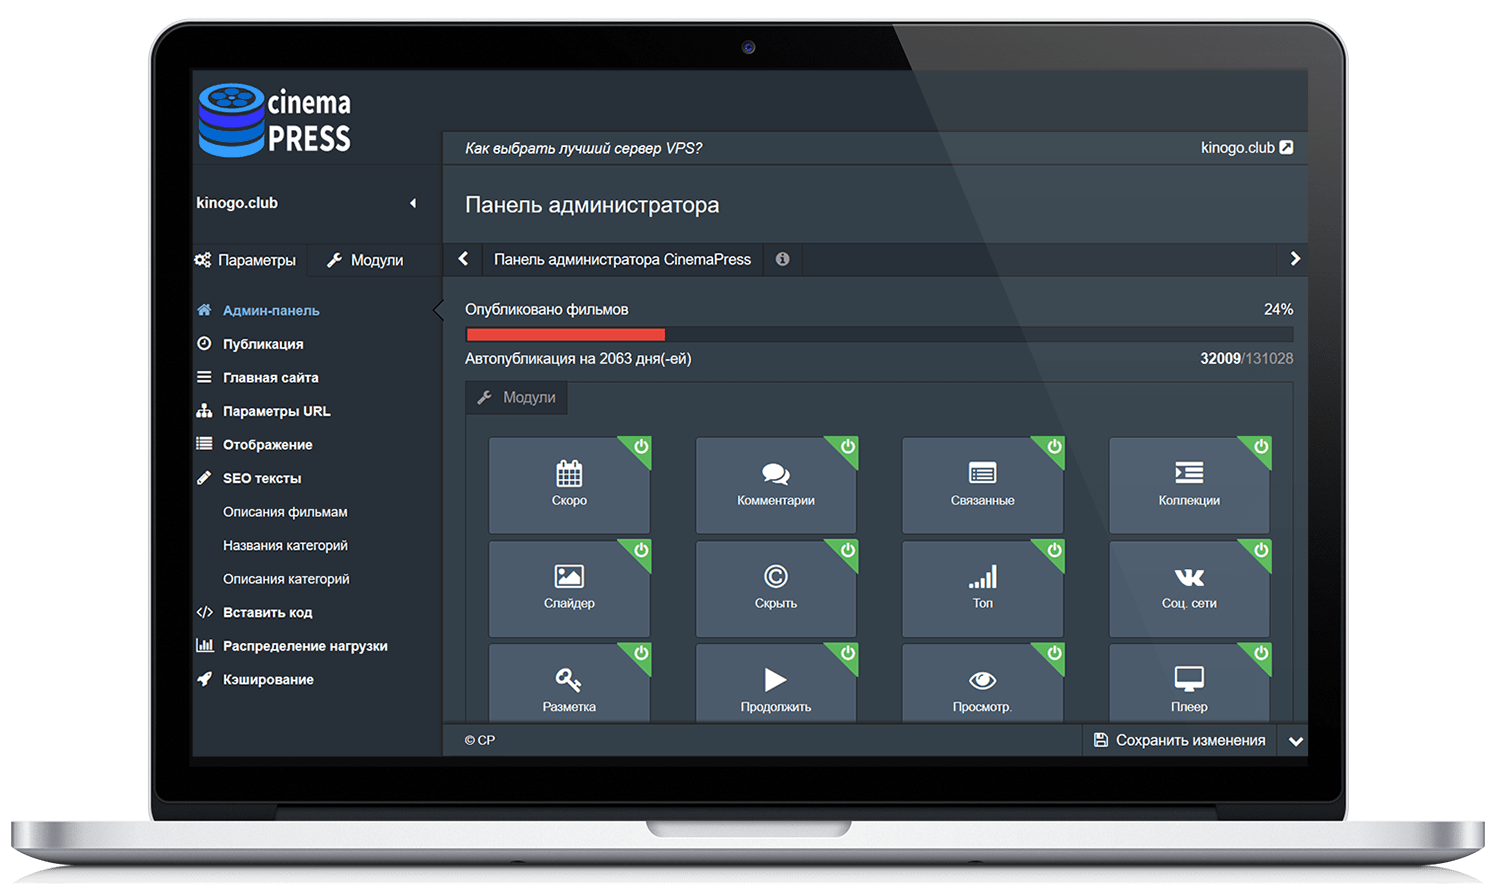 cinema
PRESS
Как выбрать лучший сервер VPS?
kinogo.club
kinogo.club
Панель администратора
Параметры
Модули
Панель администратора CinemaPress
Админ-панель
Публикация
Главная сайта
Параметры URL
Отображение
SEO тексты
Описания фильмам
Названия категорий
Описания категорий
Вставить код
Распределение нагрузки
Кэширование
Опубликовано фильмов
24%
Автопубликация на 2063 дня(-ей)
32009/131028
Модули
Скоро
Комментарии
Связанные
Коллекции
Слайдер
Скрыть
Топ
Соц. сети
Разметка
Продолжить
Просмотр.
Плеер
© CP
Сохранить изменения